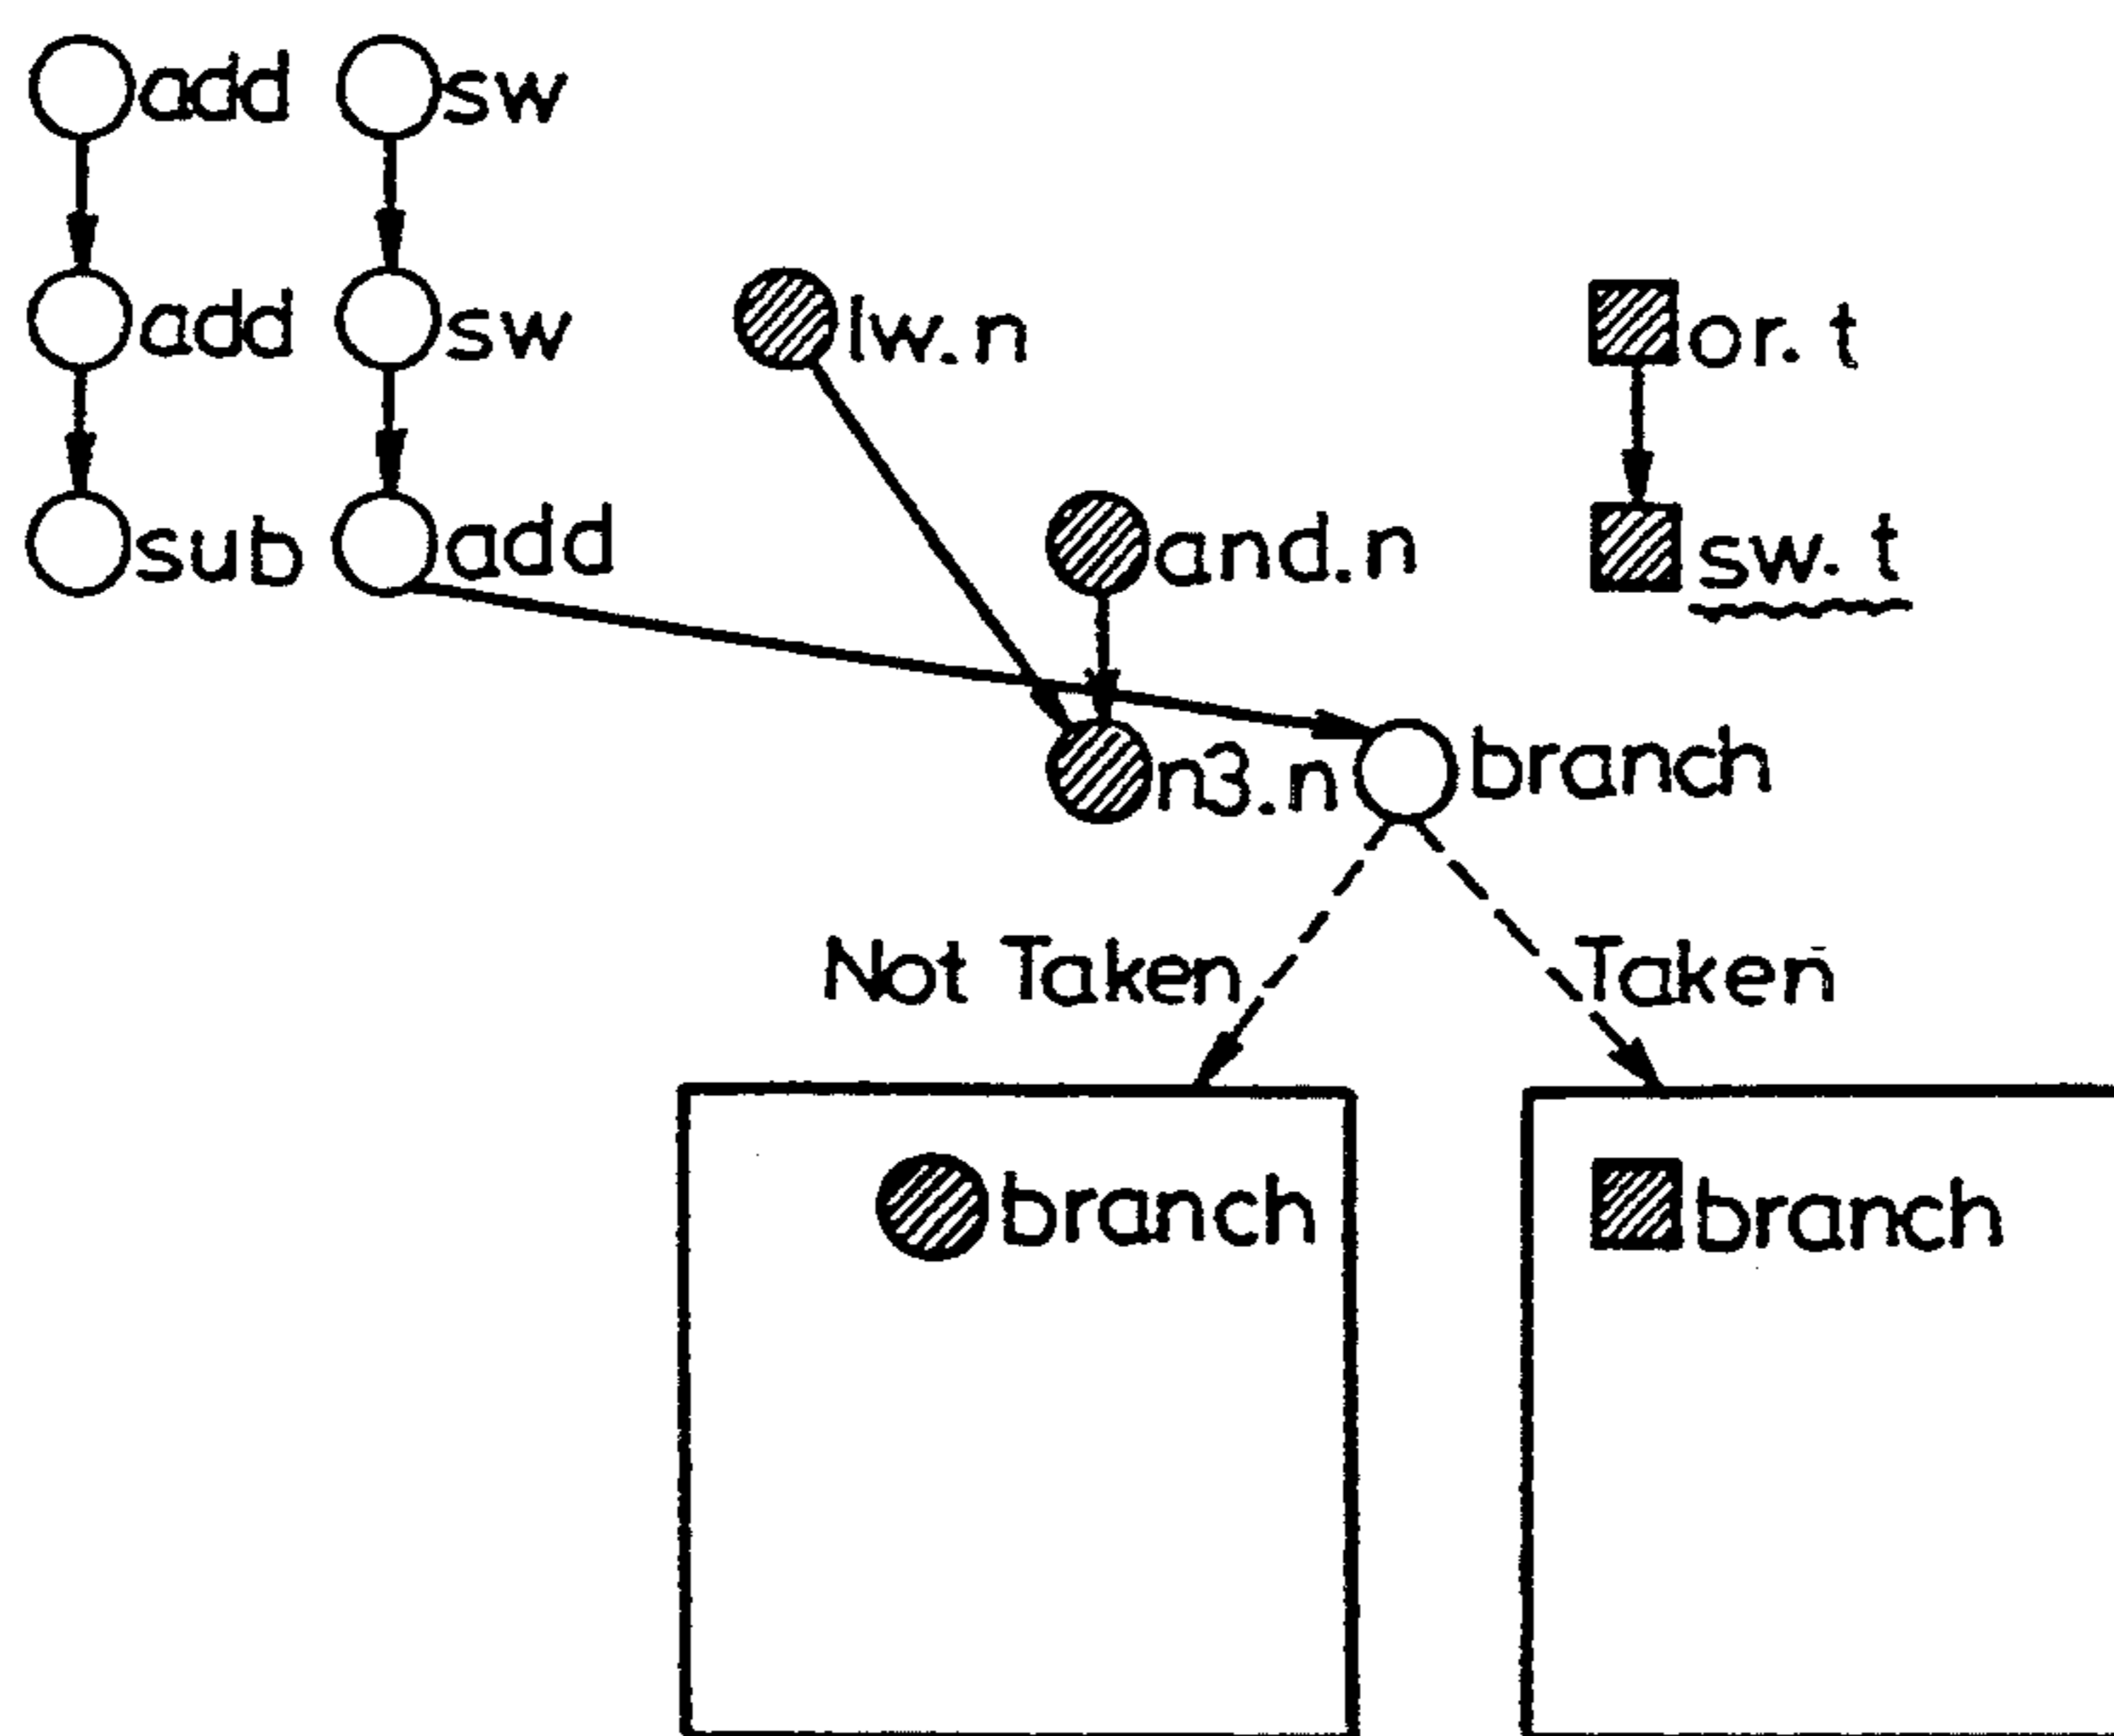 add sw
add sw lw.n or.t
sub add and.n sw.t
n3.n branch
Not Taken Taken
branch branch